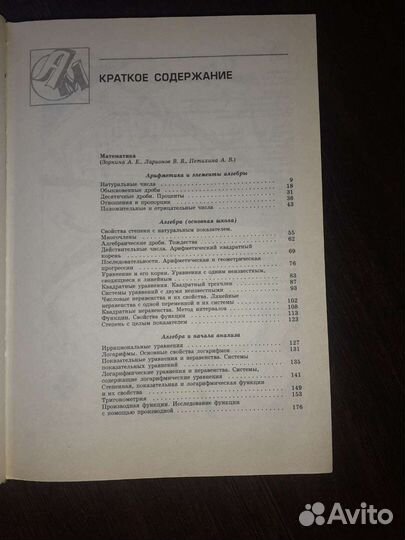 АМ
КРАТКОЕ СОДЕРЖАНИЕ
Математика
(Зоркина А. Е., Ларионов В. В., Петилина А. В.)
Арифметика и элементы алгебры
Натуральные числа 9
Обыкновенные дроби 18
Десятичные дроби. Проценты 31
Отношения и пропорции 36
Положительные и отрицательные числа 43
Алгебра (основная школа)
Свойства степени с натуральным показателем.
Многочлены 55
Алгебраические дроби. Тождества 62
Действительные числа. Арифметический квадратный
корень 69
Последовательности. Арифметическая и геометрическая
прогрессии 76
Уравнение и его корни. Уравнения с одним неизвестным,
сводящиеся к линейным 83
Квадратные уравнения. Квадратный трехчлен 87
Системы уравнений с двумя неизвестными 93
Числовые неравенства и их свойства. Линейные
неравенства с одной переменной и их системы 102
Квадратные неравенства. Метод интервалов 108
Функции. Свойства функции 113
Степень с целым показателем 123
Алгебра и начала анализа
Иррациональные уравнения 127
Логарифмы. Основные свойства логарифмов 131
Показательные уравнения и неравенства. Системы
показательных уравнений 135
Логарифмические уравнения и неравенства. Системы,
содержащие логарифмические уравнения 141
Степенная, показательная и логарифмическая функции
и их свойства 149
Тригонометрия 153
Производная функции. Исследование функции
с помощью производной 176
Avito